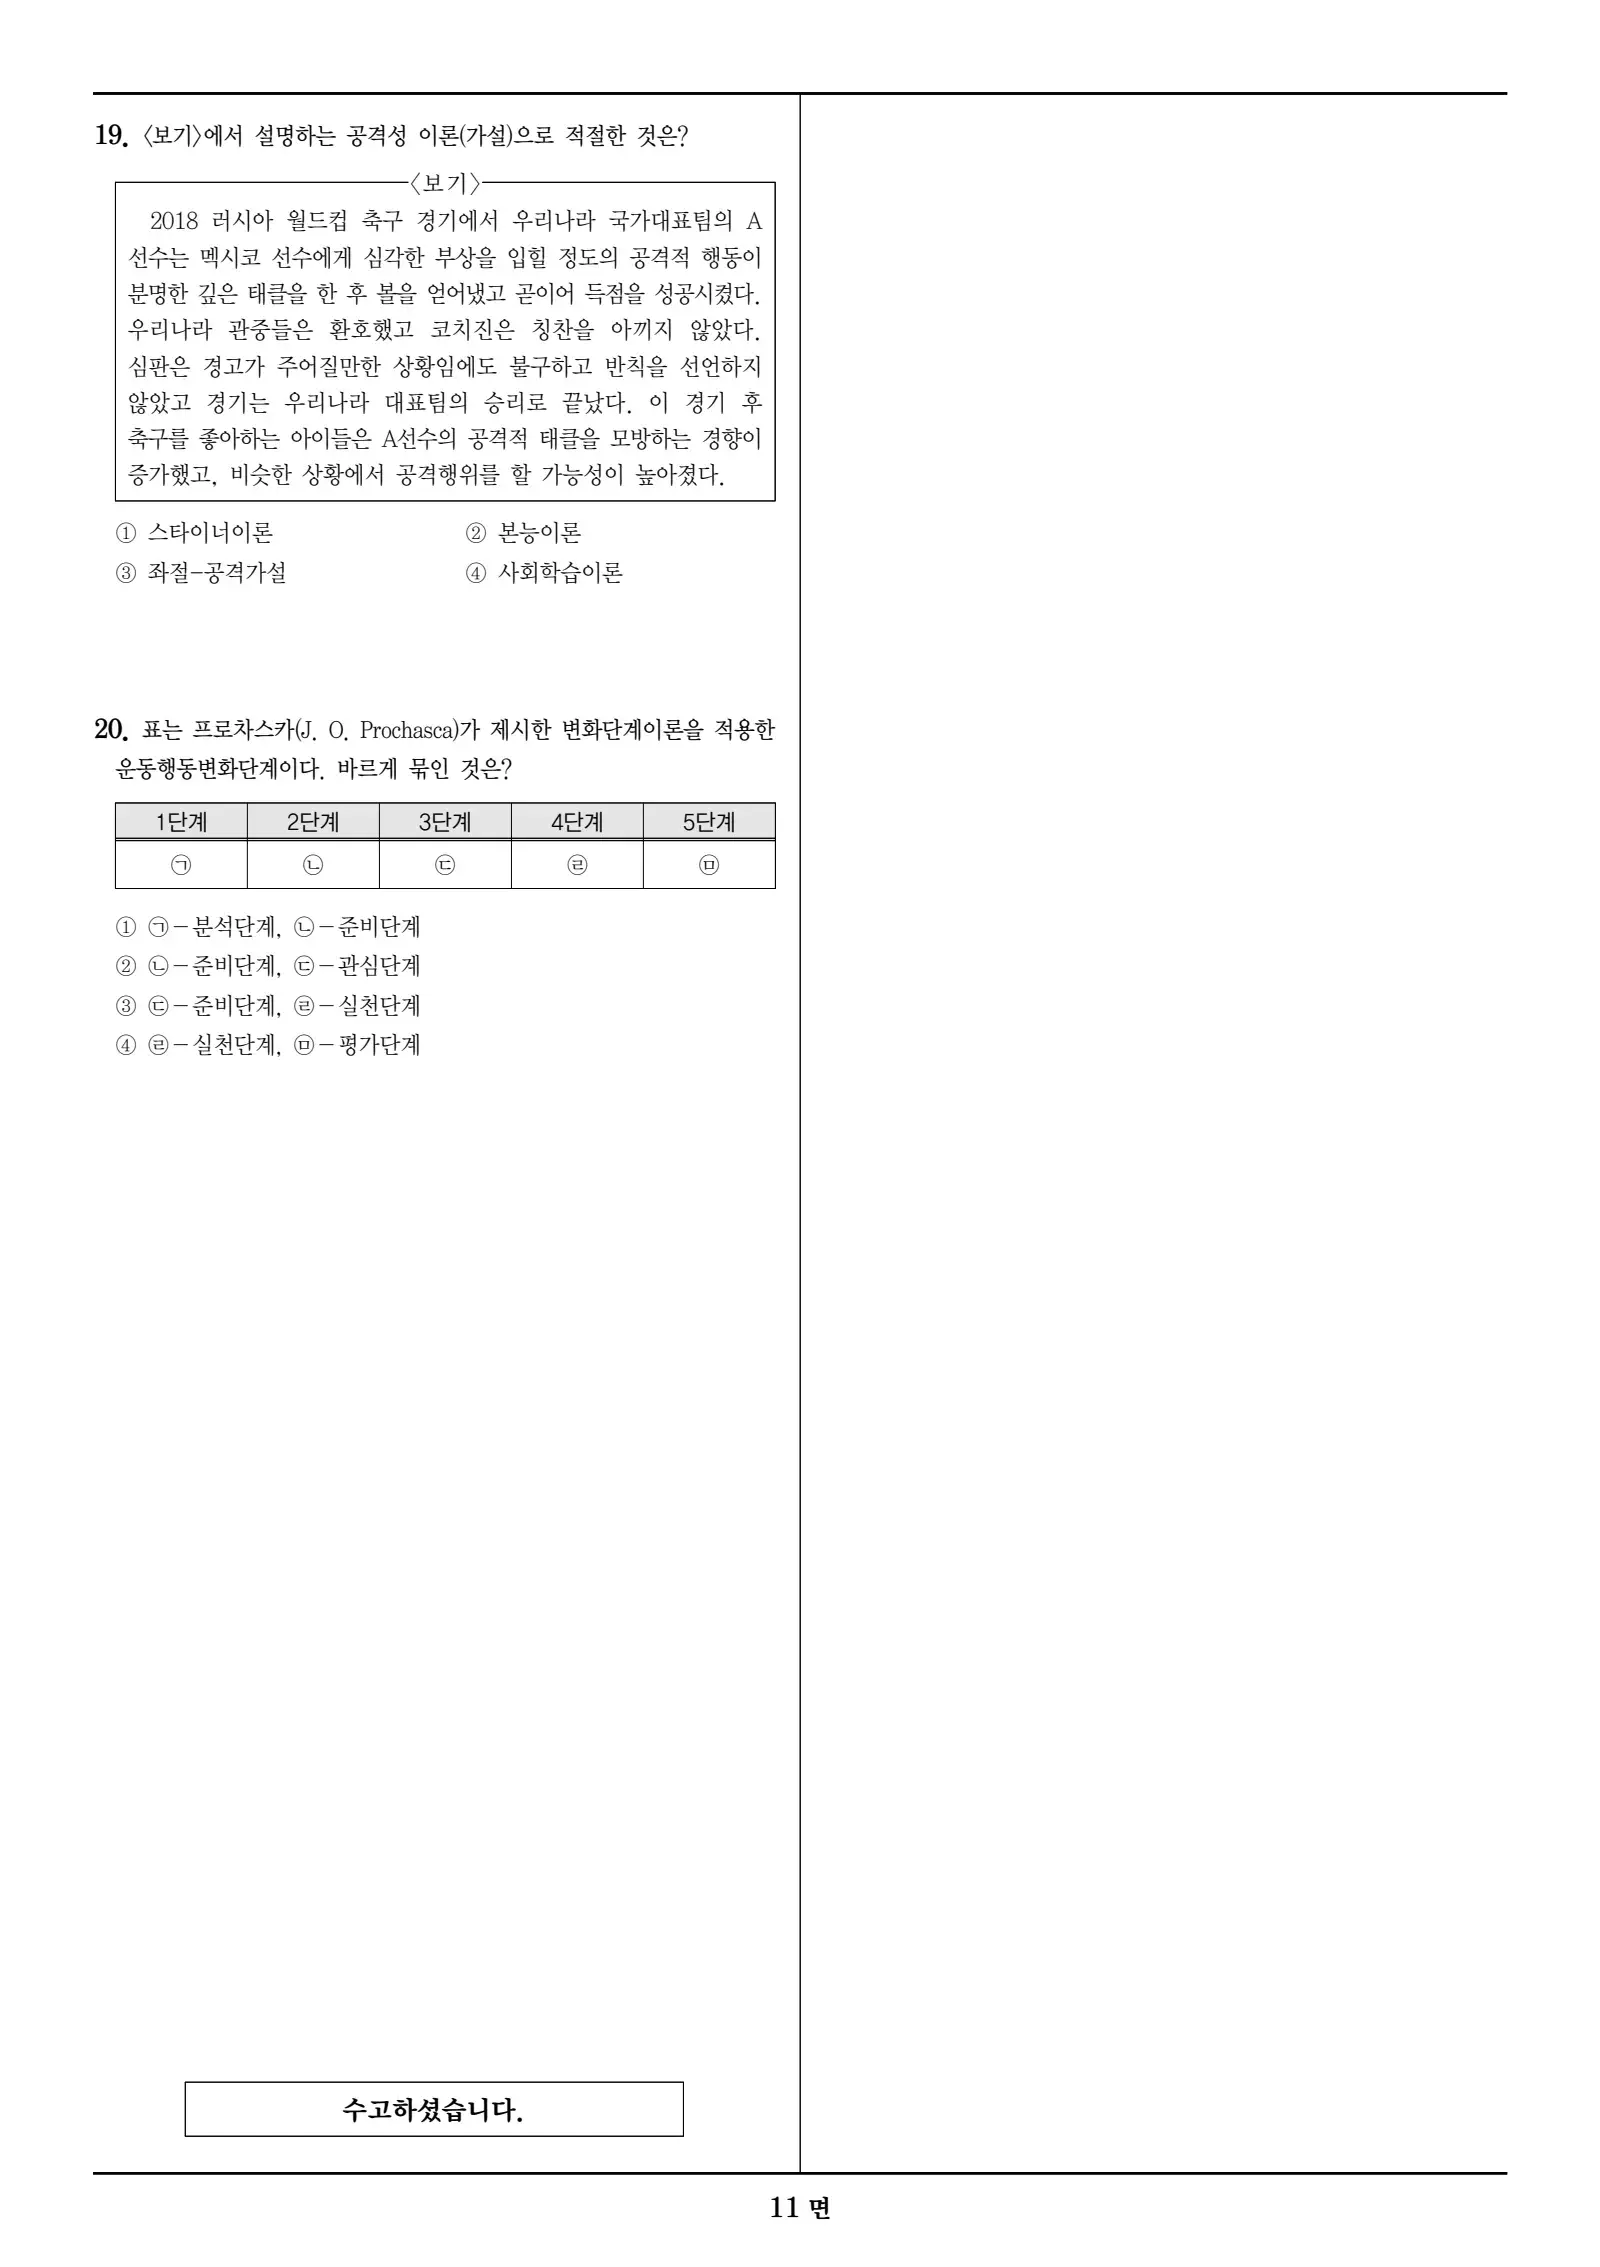 19. 〈보기〉에서 설명하는 공격성 이론(가설)으로 적절한 것은?
〈보기〉
2018 러시아 월드컵 축구 경기에서 우리나라 국가대표팀의 A
선수는 멕시코 선수에게 심각한 부상을 입힐 정도의 공격적 행동이
분명한 깊은 태클을 한 후 볼을 얻어냈고 곧이어 득점을 성공시켰다.
우리나라 관중들은 환호했고 코치진은 칭찬을 아끼지 않았다.
심판은 경고가 주어질만한 상황임에도 불구하고 반칙을 선언하지
않았고 경기는 우리나라 대표팀의 승리로 끝났다. 이 경기 후
축구를 좋아하는 아이들은 A선수의 공격적 태클을 모방하는 경향이
증가했고, 비슷한 상황에서 공격행위를 할 가능성이 높아졌다.
① 스타이너이론 ② 본능이론
③ 좌절-공격가설 ④ 사회학습이론
20. 표는 프로차스카(J. O. Prochasca)가 제시한 변화단계이론을 적용한
운동행동변화단계이다. 바르게 묶인 것은?
1단계 2단계 3단계 4단계 5단계
㉠ ㉡ ㉢ ㉣ ㉤
① ㉠-분석단계, ㉡-준비단계
② ㉡-준비단계, ㉢-관심단계
③ ㉢-준비단계, ㉣-실천단계
④ ㉣-실천단계, ㉤-평가단계
수고하셨습니다.
11 면